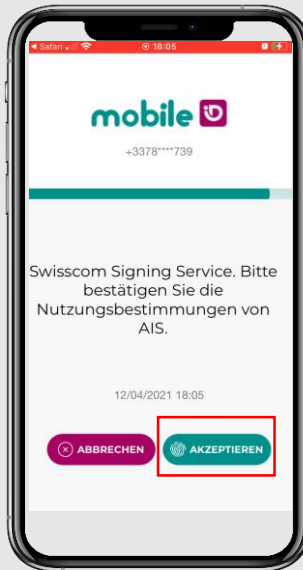 Safari 18:05
mobile ID
+3378****739
Swisscom Signing Service. Bitte
bestätigen Sie die
Nutzungsbestimmungen von
AIS.
12/04/2021 18:05
ABBRECHEN AKZEPTIEREN